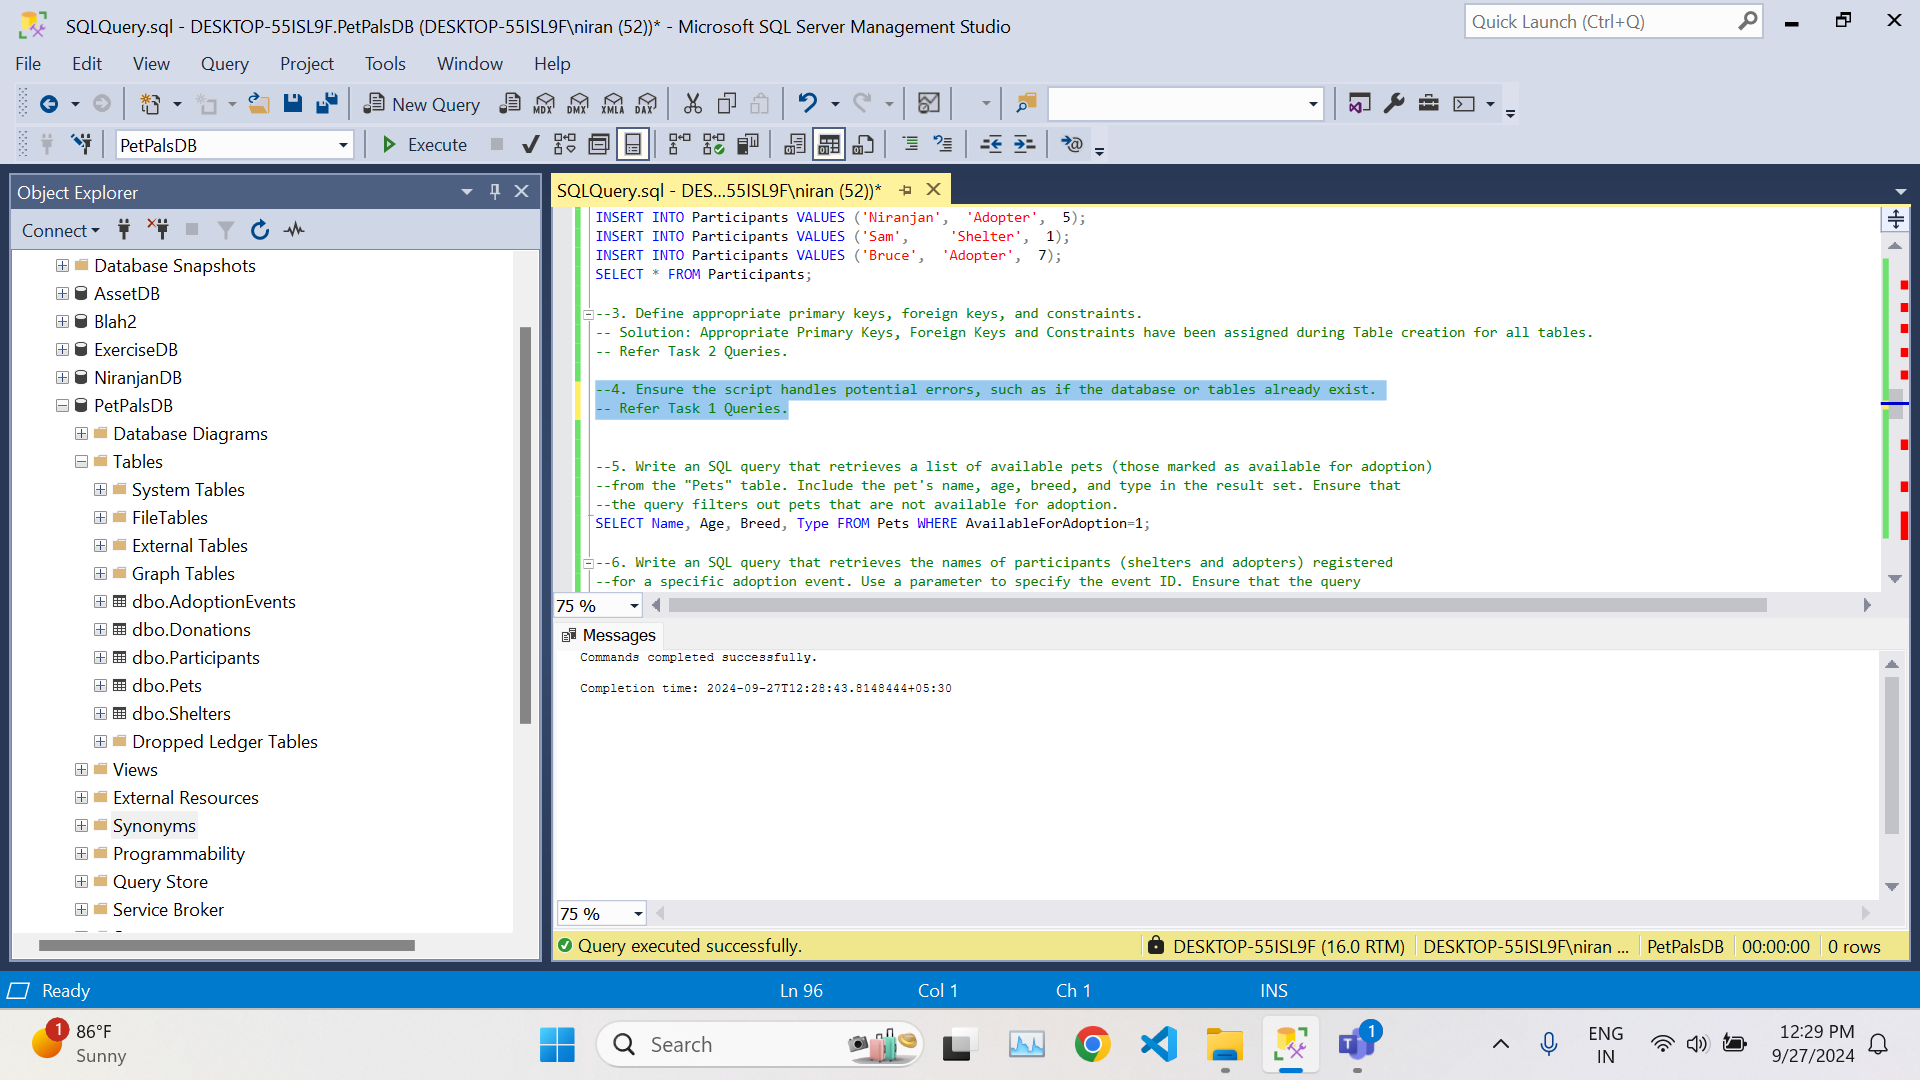 SQLQuery.sql - DESKTOP-55ISL9F.PetPalsDB (DESKTOP-55ISL9F\niran (52))* - Microsoft SQL Server Management Studio
Quick Launch (Ctrl+Q)
File Edit View Query Project Tools Window Help
New Query MDX DMX XMLA DAX
PetPalsDB Execute
Object Explorer
Connect
Database Snapshots
AssetDB
Blah2
ExerciseDB
NiranjanDB
PetPalsDB
Database Diagrams
Tables
System Tables
FileTables
External Tables
Graph Tables
dbo.AdoptionEvents
dbo.Donations
dbo.Participants
dbo.Pets
dbo.Shelters
Dropped Ledger Tables
Views
External Resources
Synonyms
Programmability
Query Store
Service Broker
SQLQuery.sql - DES...55ISL9F\niran (52))*
INSERT INTO Participants VALUES ('Niranjan', 'Adopter', 5);
INSERT INTO Participants VALUES ('Sam', 'Shelter', 1);
INSERT INTO Participants VALUES ('Bruce', 'Adopter', 7);
SELECT * FROM Participants;
--3. Define appropriate primary keys, foreign keys, and constraints.
-- Solution: Appropriate Primary Keys, Foreign Keys and Constraints have been assigned during Table creation for all tables.
-- Refer Task 2 Queries.
--4. Ensure the script handles potential errors, such as if the database or tables already exist.
-- Refer Task 1 Queries.
--5. Write an SQL query that retrieves a list of available pets (those marked as available for adoption)
--from the "Pets" table. Include the pet's name, age, breed, and type in the result set. Ensure that
--the query filters out pets that are not available for adoption.
SELECT Name, Age, Breed, Type FROM Pets WHERE AvailableForAdoption=1;
--6. Write an SQL query that retrieves the names of participants (shelters and adopters) registered
--for a specific adoption event. Use a parameter to specify the event ID. Ensure that the query
75 %
Messages
Commands completed successfully.
Completion time: 2024-09-27T12:28:43.8148444+05:30
75 %
Query executed successfully. DESKTOP-55ISL9F (16.0 RTM) DESKTOP-55ISL9F\niran ... PetPalsDB 00:00:00 0 rows
Ready Ln 96 Col 1 Ch 1 INS
1 86°F
Sunny
Search
1
ENG
IN
12:29 PM
9/27/2024